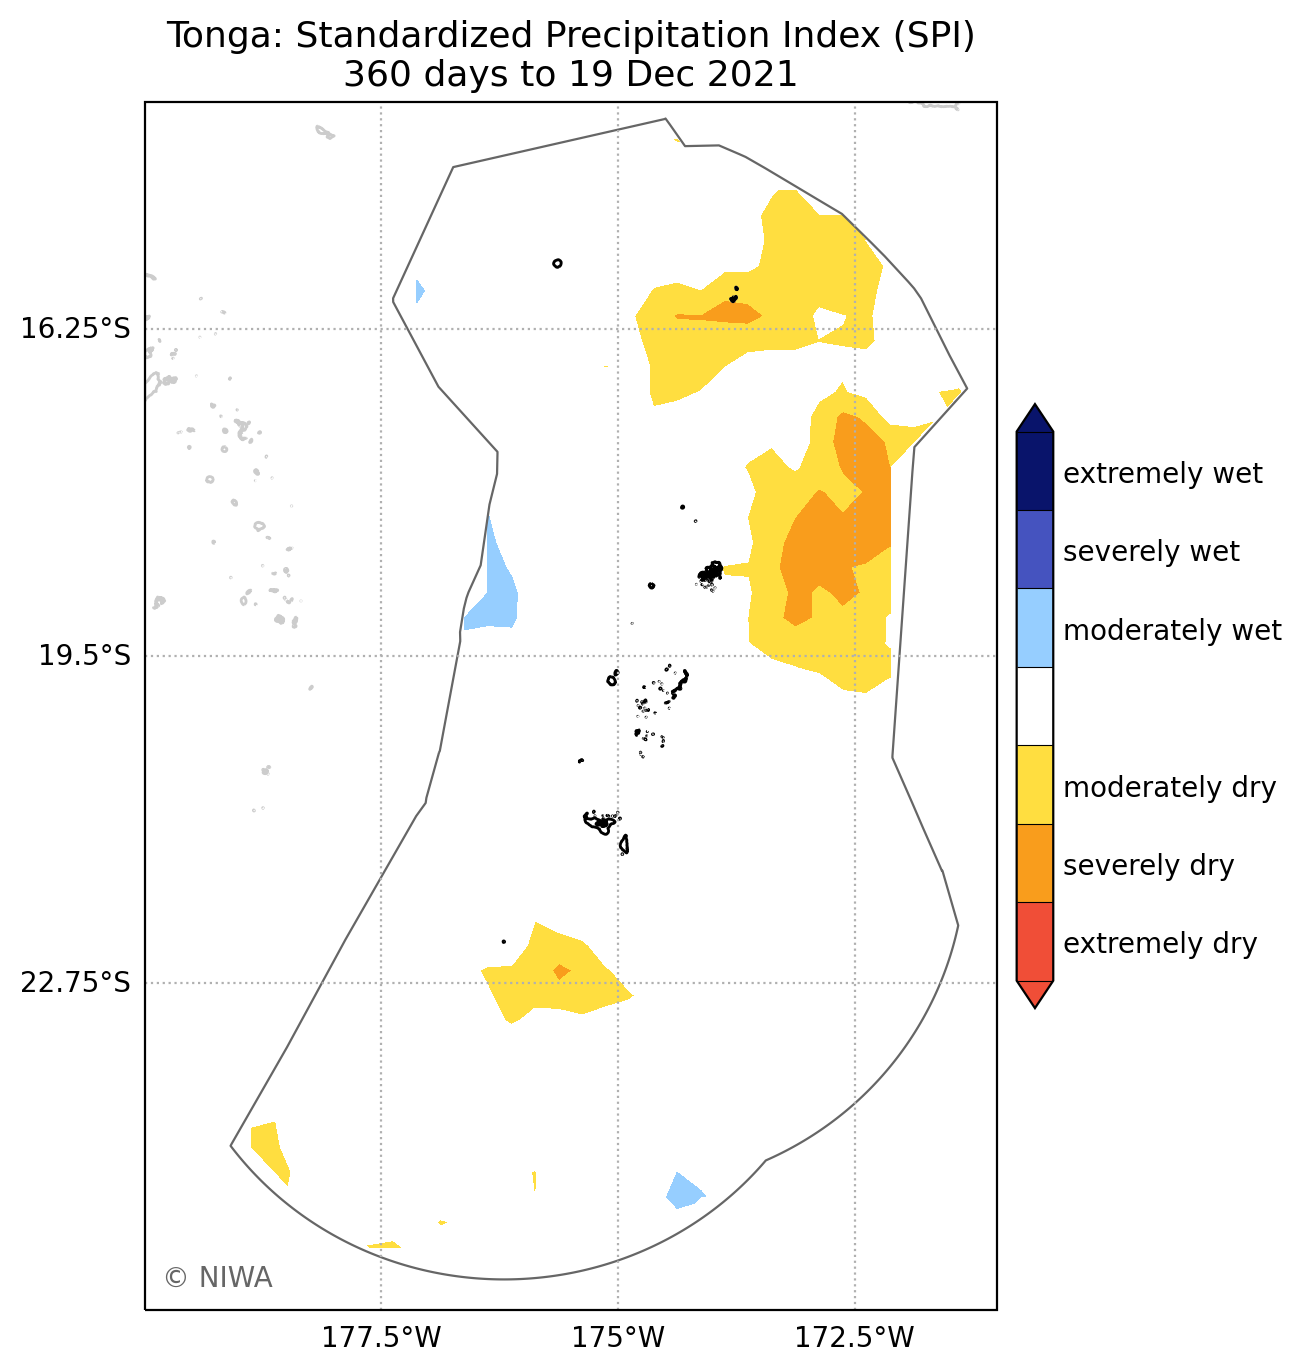 Tonga: Standardized Precipitation Index (SPI)
360 days to 19 Dec 2021
16.25°S
19.5°S
22.75°S
177.5°W
175°W
172.5°W
extremely wet
severely wet
moderately wet
moderately dry
severely dry
extremely dry
© NIWA